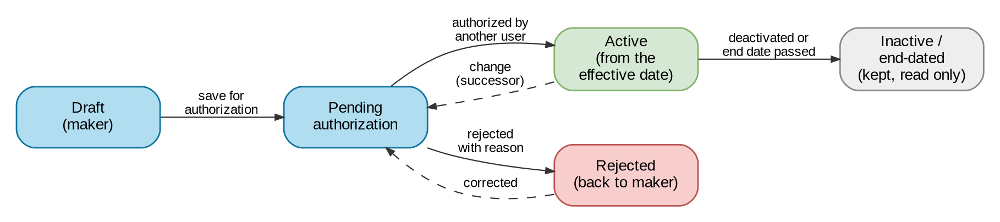 Draft
(maker)
save for
authorization
Pending
authorization
authorized by
another user
change
(successor)
rejected
with reason
corrected
Active
(from the
effective date)
Rejected
(back to maker)
deactivated or
end date passed
Inactive /
end-dated
(kept, read only)